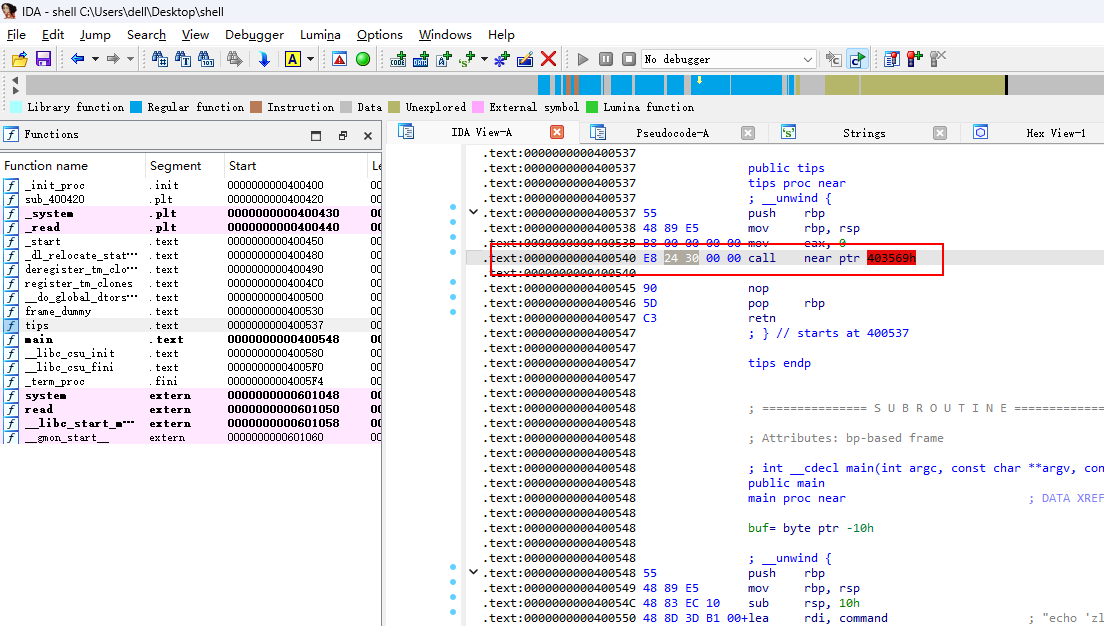 IDA - shell C:\Users\dell\Desktop\shell
File Edit Jump Search View Debugger Lumina Options Windows Help
No debugger
Library function Regular function Instruction Data Unexplored External symbol Lumina function
Functions
IDA View-A Pseudocode-A Strings Hex View-1
Function name Segment Start Le
_init_proc .init 0000000000400400 00
sub_400420 .plt 0000000000400420 00
_system .plt 0000000000400430 00
_read .plt 0000000000400440 00
_start .text 0000000000400450 00
_dl_relocate_stat··· .text 0000000000400480 00
deregister_tm_clo··· .text 0000000000400490 00
register_tm_clones .text 00000000004004C0 00
__do_global_dtors··· .text 0000000000400500 00
frame_dummy .text 0000000000400530 00
tips .text 0000000000400537 00
main .text 0000000000400548 00
__libc_csu_init .text 0000000000400580 00
__libc_csu_fini .text 00000000004005F0 00
_term_proc .fini 00000000004005F4 00
system extern 0000000000601048 00
read extern 0000000000601050 00
__libc_start_m··· extern 0000000000601058 00
__gmon_start__ extern 0000000000601060 00
.text:0000000000400537
.text:0000000000400537 public tips
.text:0000000000400537 tips proc near
.text:0000000000400537 ; __unwind {
.text:0000000000400537 55 push rbp
.text:0000000000400538 48 89 E5 mov rbp, rsp
.text:000000000040053B B8 00 00 00 00 mov eax, 0
.text:0000000000400540 E8 24 30 00 00 call near ptr 403569h
.text:0000000000400540
.text:0000000000400545 90 nop
.text:0000000000400546 5D pop rbp
.text:0000000000400547 C3 retn
.text:0000000000400547 ; } // starts at 400537
.text:0000000000400547
.text:0000000000400547 tips endp
.text:0000000000400547
.text:0000000000400548
.text:0000000000400548 ; =============== S U B R O U T I N E ==============
.text:0000000000400548
.text:0000000000400548 ; Attributes: bp-based frame
.text:0000000000400548
.text:0000000000400548 ; int __cdecl main(int argc, const char **argv, con
.text:0000000000400548 public main
.text:0000000000400548 main proc near ; DATA XREF
.text:0000000000400548
.text:0000000000400548 buf= byte ptr -10h
.text:0000000000400548
.text:0000000000400548 ; __unwind {
.text:0000000000400548 55 push rbp
.text:0000000000400549 48 89 E5 mov rbp, rsp
.text:000000000040054C 48 83 EC 10 sub rsp, 10h
.text:0000000000400550 48 8D 3D B1 00+lea rdi, command ; "echo 'zl